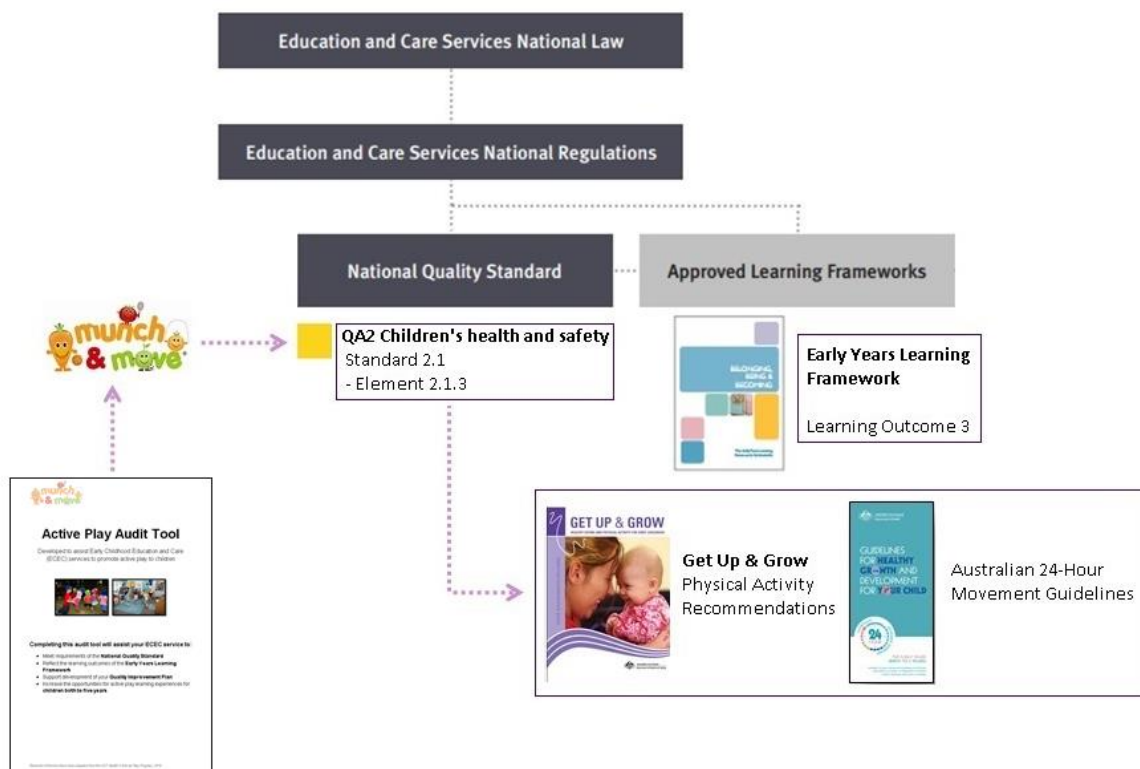 Education and Care Services National Law
Education and Care Services National Regulations
National Quality Standard
Approved Learning Frameworks
munch
& move
QA2 Children's health and safety
Standard 2.1
- Element 2.1.3
BELONGING,
BEING &
BECOMING
Early Years Learning
Framework
Learning Outcome 3
munch
& move
Active Play Audit Tool
Developed to assist Early Childhood Education and Care
(ECEC) services to promote active play to children
Completing this audit tool will assist your ECEC service to:
Meet requirements of the National Quality Standard
Reflect the learning outcomes of the Early Years Learning
Framework
Support development of your Quality Improvement Plan
Increase the opportunities for active play learning experiences for
children birth to five years.
GET UP & GROW
Get Up & Grow
Physical Activity
Recommendations
GUIDELINES
FOR HEALTHY
GROWTH AND
DEVELOPMENT
FOR YOUR CHILD
24
Australian 24-Hour
Movement Guidelines